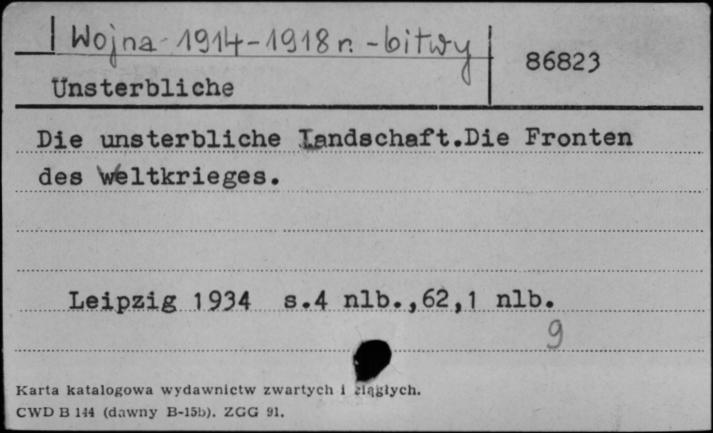 Wojna - 1914-1918 r. - bitwy
86823
Unsterbliche
Die unsterbliche Landschaft.Die Fronten
des Weltkrieges.
Leipzig 1934 s.4 nlb.,62,1 nlb.
9
Karta katalogowa wydawnictw zwartych i ciągłych.
CWD B 144 (dawny B-15b). ZGG 91.